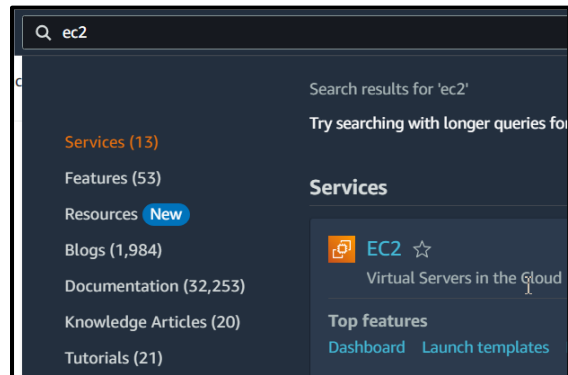 ec2
Search results for 'ec2'
Try searching with longer queries for
Services (13)
Features (53)
Resources New
Blogs (1,984)
Documentation (32,253)
Knowledge Articles (20)
Tutorials (21)
Services
EC2
Virtual Servers in the Cloud
Top features
Dashboard Launch templates